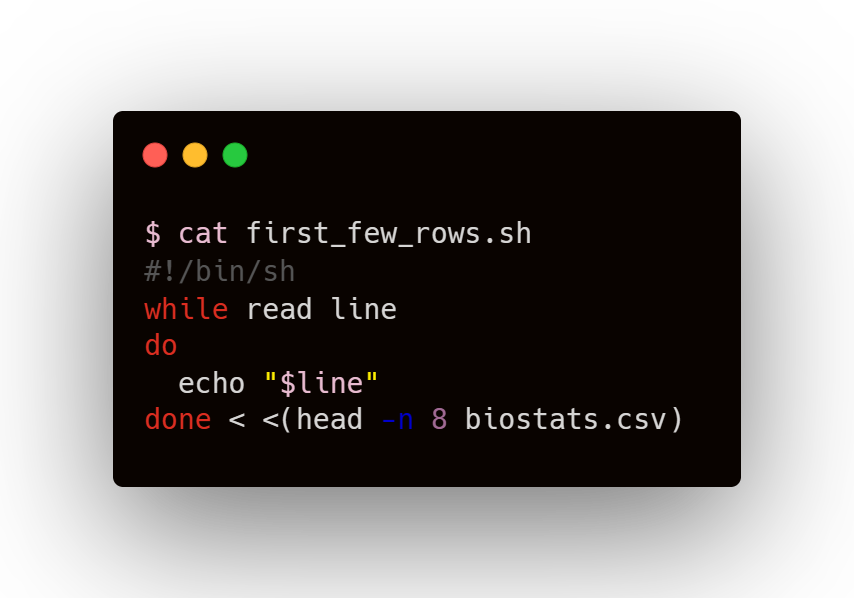 $ cat first_few_rows.sh
#!/bin/sh
while read line
do
  echo "$line"
done < <(head -n 8 biostats.csv)